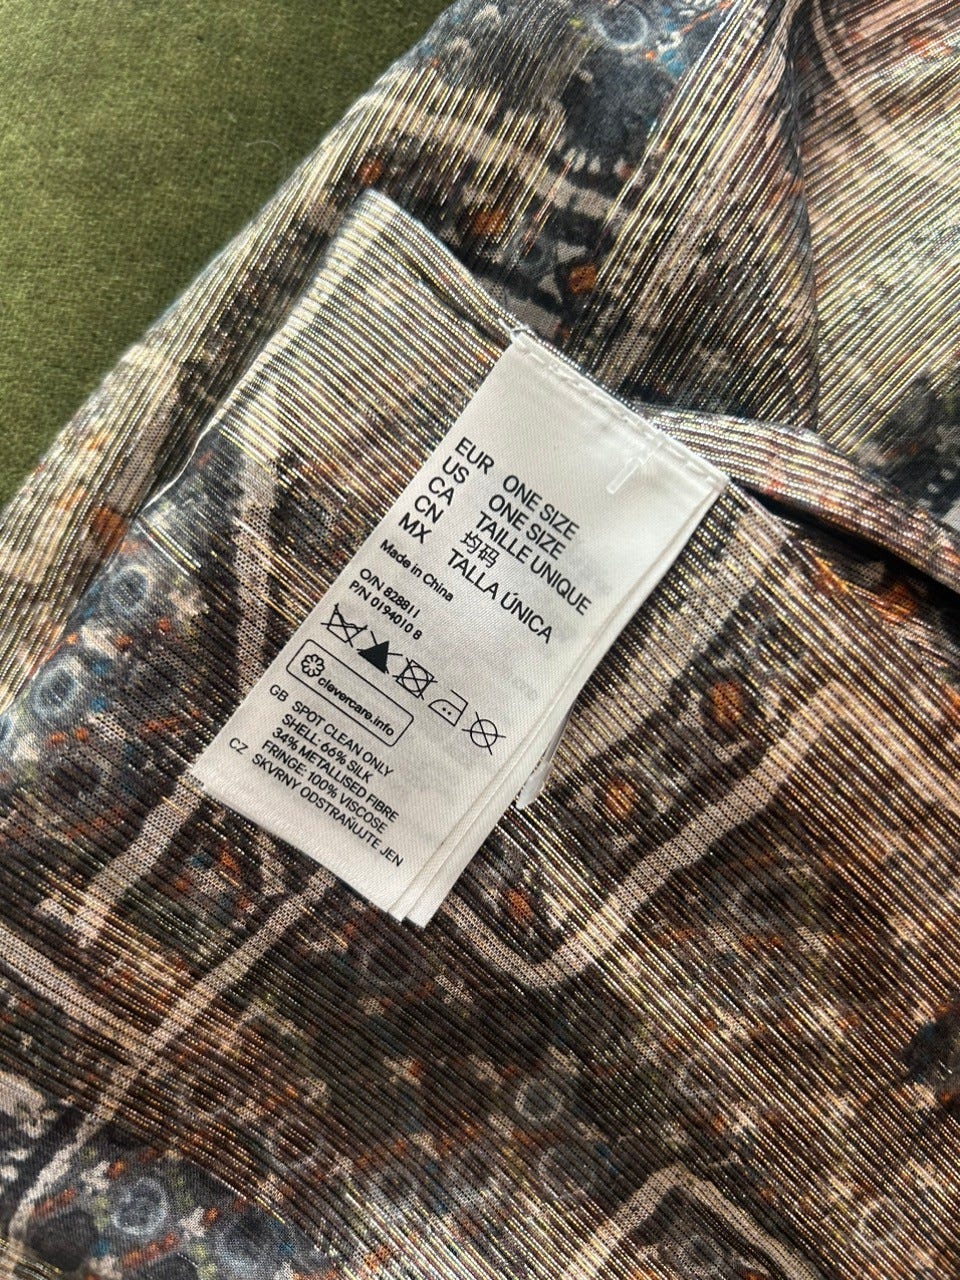 EUR ONE SIZE
US ONE SIZE
CA TAILLE UNIQUE
CN 均码
MX TALLA ÚNICA
Made in China
O/N 828811
P/N 0194010 8
clevercare.info
GB SPOT CLEAN ONLY
SHELL: 66% SILK
34% METALLISED FIBRE
FRINGE: 100% VISCOSE
CZ SKVRNY ODSTRAŇUJTE JEN